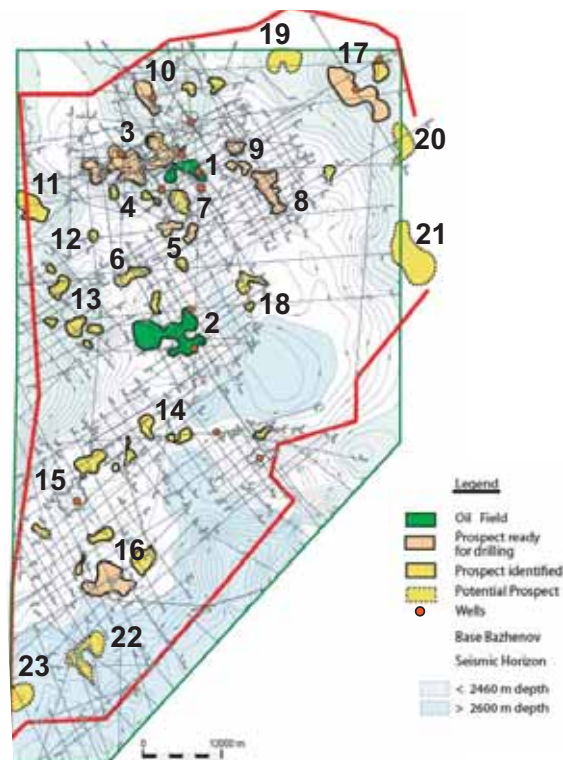 19
17
10
3
9
20
1
11
4
7
8
12
5
21
6
13
18
2
14
15
16
22
23
Legend
Oil Field
Prospect ready
for drilling
Prospect identified
Potential Prospect
Wells
Base Bazhenov
Seismic Horizon
< 2460 m depth
> 2600 m depth
0 12000 m